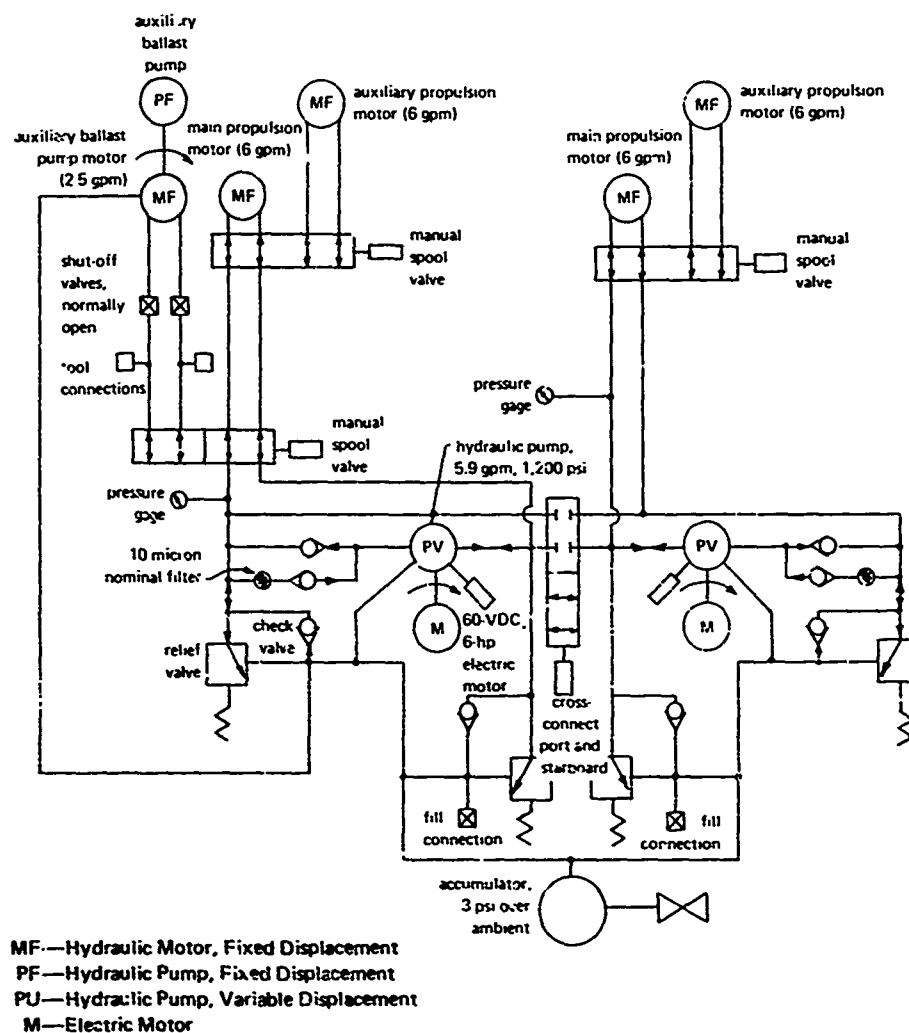 auxiliary
ballast
pump
PF
auxiliary ballast
pump motor
(2.5 gpm)
MF
main propulsion
motor (6 gpm)
MF
MF
auxiliary propulsion
motor (6 gpm)
manual
spool
valve
main propulsion
motor (6 gpm)
MF
MF
auxiliary propulsion
motor (6 gpm)
manual
spool
valve
shut-off
valves,
normally
open
tool
connections
manual
spool
valve
pressure
gage
pressure
gage
hydraulic pump,
5.9 gpm, 1,200 psi
PV
PV
10 micron
nominal filter
M
60-VDC,
6-hp
electric
motor
M
check
valve
relief
valve
cross-
connect
port and
starboard
fill
connection
fill
connection
accumulator,
3 psi over
ambient
MF—Hydraulic Motor, Fixed Displacement
PF—Hydraulic Pump, Fixed Displacement
PU—Hydraulic Pump, Variable Displacement
M—Electric Motor